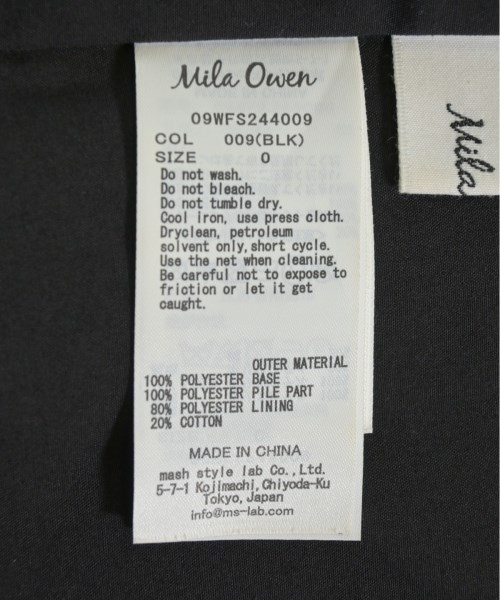 Mila Owen
09WFS244009
COL 009(BLK)
SIZE 0
Do not wash.
Do not bleach.
Do not tumble dry.
Cool iron, use press cloth.
Dryclean, petroleum
solvent only,short cycle.
Use the net when cleaning.
Be careful not to expose to
friction or let it get
caught.
OUTER MATERIAL
100% POLYESTER BASE
100% POLYESTER PILE PART
80% POLYESTER LINING
20% COTTON
MADE IN CHINA
mash style lab Co.,Ltd.
5-7-1 Kojimachi,Chiyoda-Ku
Tokyo,Japan
info@ms-lab.com
Mila